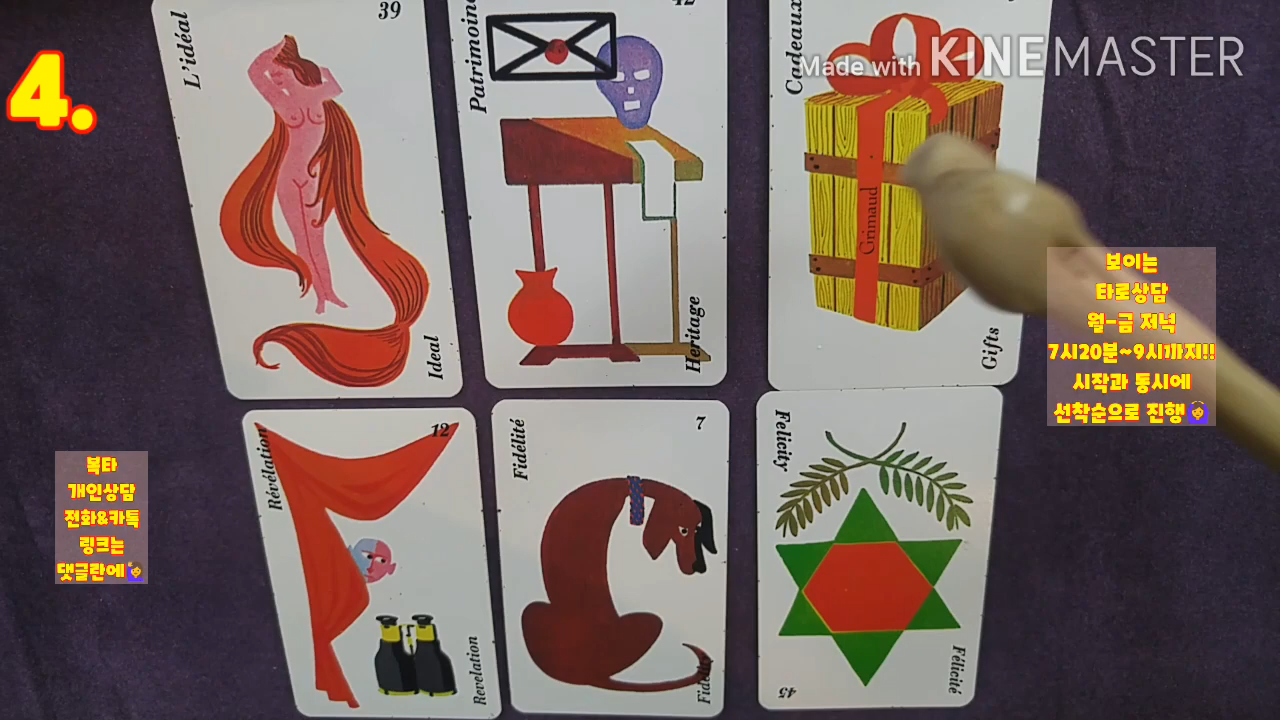 4.
L'idéal
39
Ideal
Patrimoine
42
Heritage
Cadeaux
Grimaud
Gifts
Made with KINEMASTER
보이는
타로상담
월-금 저녁
7시20분~9시까지!!
시작과 동시에
선착순으로 진행🙆‍♀️
복타
개인상담
전화&카톡
링크는
댓글란에🙋‍♀️
Révélation
12
Revelation
Fidélité
7
Fidelity
Felicity
Félicité
45